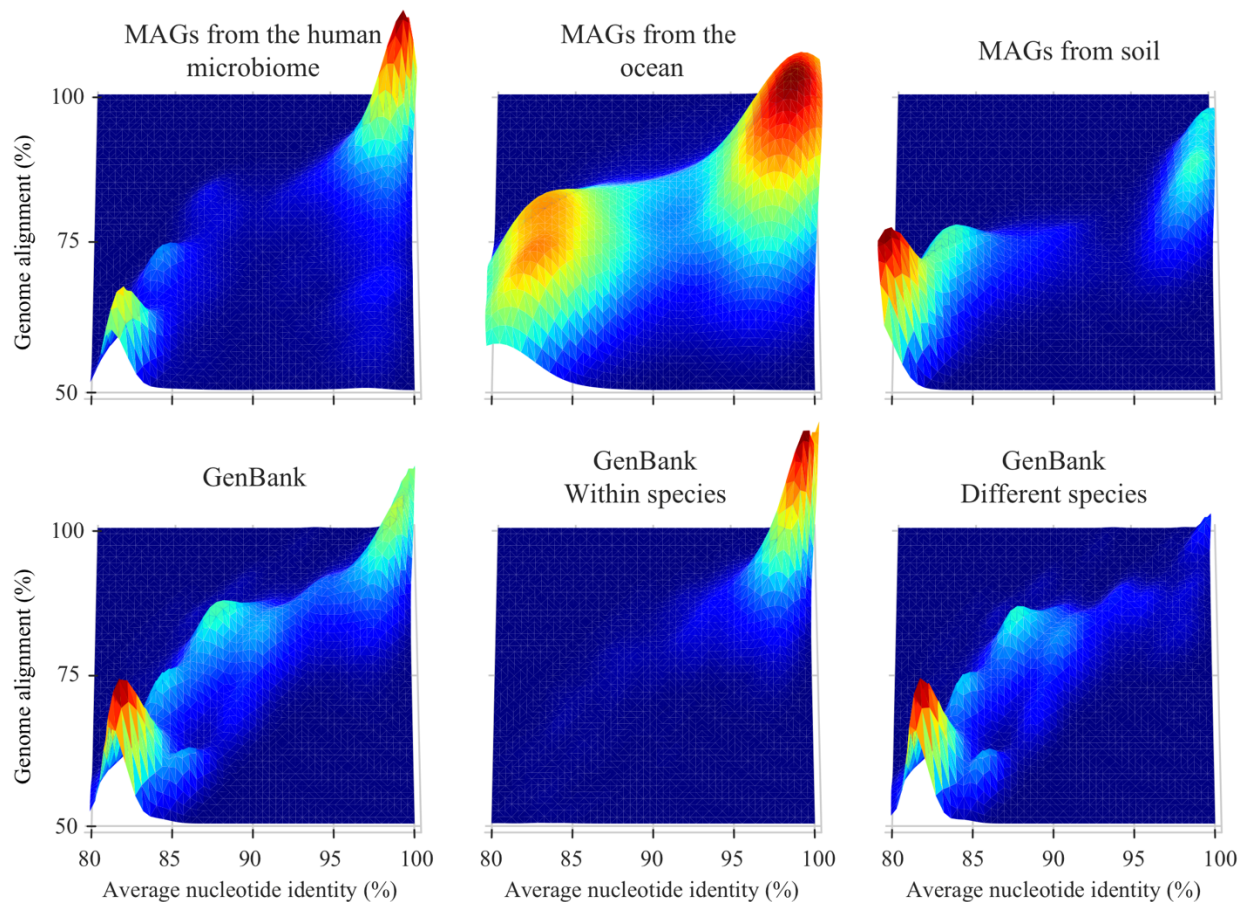 MAGs from the human
microbiome
MAGs from the
ocean
MAGs from soil
Genome alignment (%)
100
75
50
GenBank
GenBank
Within species
GenBank
Different species
Genome alignment (%)
100
75
50
80 85 90 95 100
80 85 90 95 100
80 85 90 95 100
Average nucleotide identity (%)
Average nucleotide identity (%)
Average nucleotide identity (%)